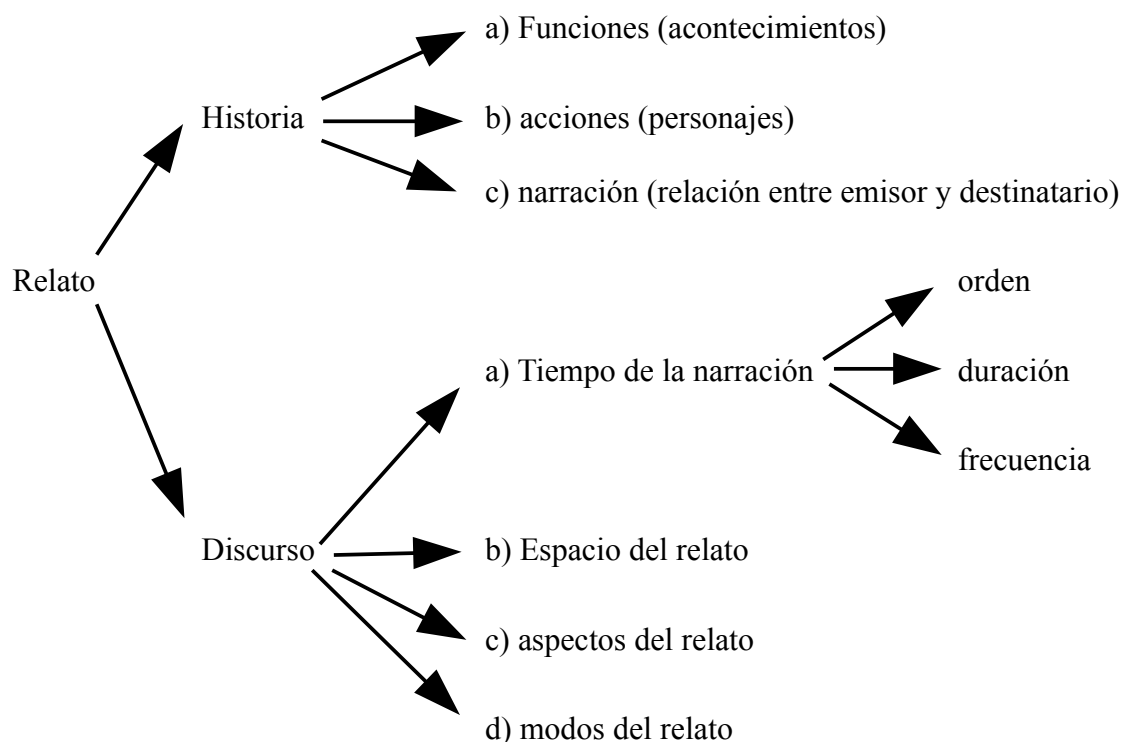 a) Funciones (acontecimientos)
Historia
b) acciones (personajes)
c) narración (relación entre emisor y destinatario)
Relato
orden
a) Tiempo de la narración
duración
frecuencia
Discurso
b) Espacio del relato
c) aspectos del relato
d) modos del relato